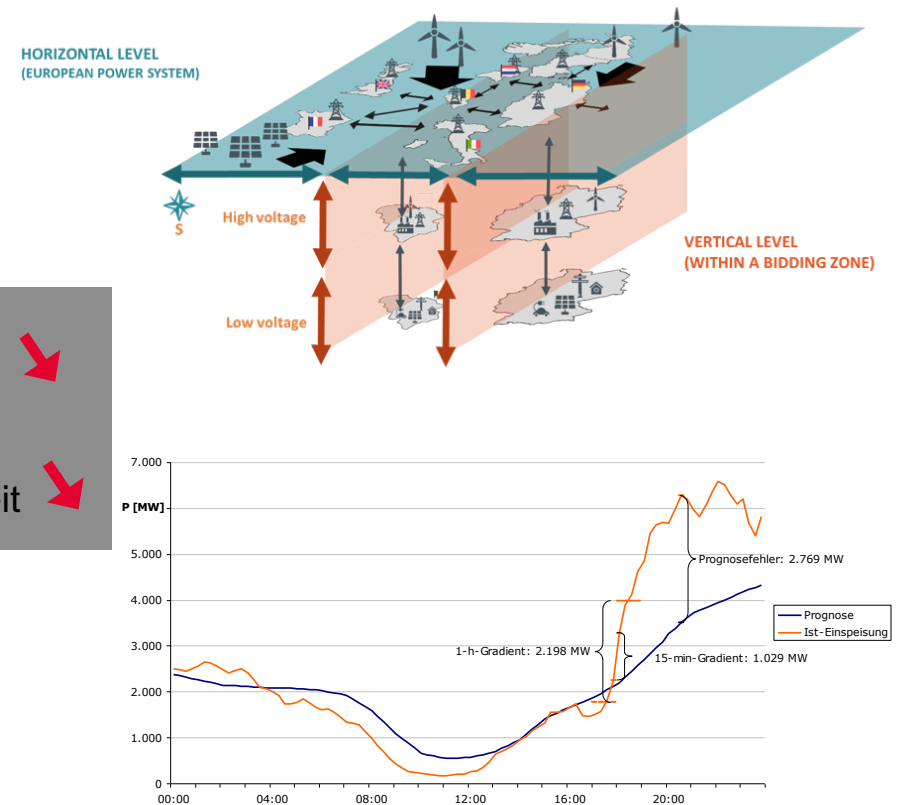 HORIZONTAL LEVEL
(EUROPEAN POWER SYSTEM)
S
High voltage
VERTICAL LEVEL
(WITHIN A BIDDING ZONE)
Low voltage
eit
7.000
P [MW]
5.000
4.000
3.000
2.000
1.000
0
Prognosefehler: 2.769 MW
Prognose
Ist-Einspeisung
1-h-Gradient: 2.198 MW
15-min-Gradient: 1.029 MW
00:00 04:00 08:00 12:00 16:00 20:00